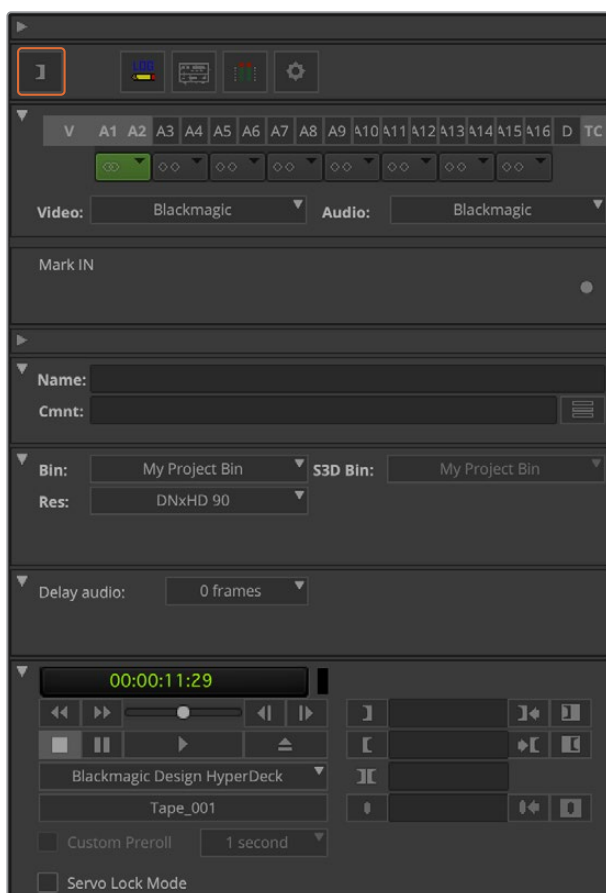 LOG
V A1 A2 A3 A4 A5 A6 A7 A8 A9 A10 A11 A12 A13 A14 A15 A16 D TC
Video: Blackmagic Audio: Blackmagic
Mark IN
Name:
Cmnt:
Bin: My Project Bin S3D Bin: My Project Bin
Res: DNxHD 90
Delay audio: 0 frames
00:00:11:29
Blackmagic Design HyperDeck
Tape_001
Custom Preroll 1 second
Servo Lock Mode